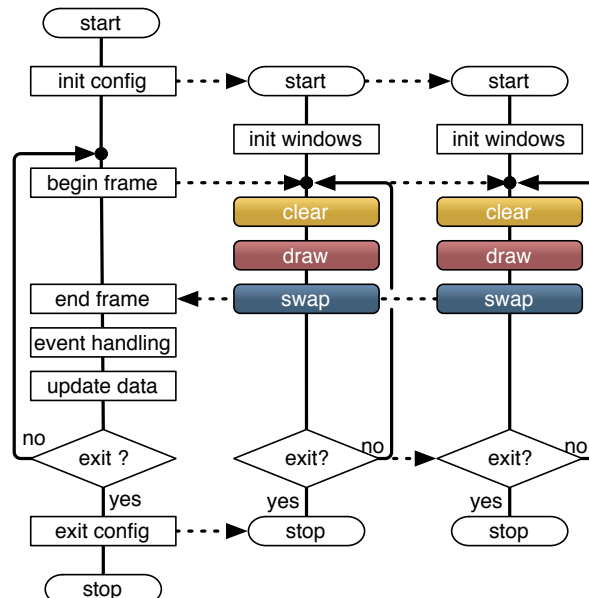 start
init config
start
start
init windows
init windows
begin frame
clear
clear
draw
draw
end frame
swap
swap
event handling
update data
no
exit ?
exit?
no
exit?
no
yes
yes
yes
exit config
stop
stop
stop